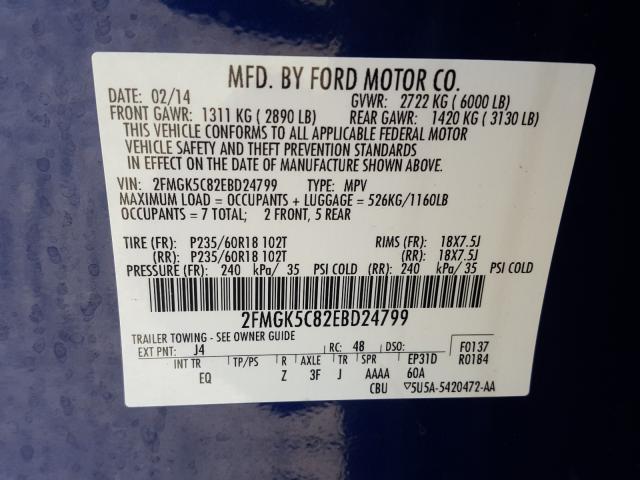 MFD. BY FORD MOTOR CO.
DATE: 02/14 GVWR: 2722 KG ( 6000 LB)
FRONT GAWR: 1311 KG ( 2890 LB) REAR GAWR: 1420 KG ( 3130 LB)
THIS VEHICLE CONFORMS TO ALL APPLICABLE FEDERAL MOTOR
VEHICLE SAFETY AND THEFT PREVENTION STANDARDS
IN EFFECT ON THE DATE OF MANUFACTURE SHOWN ABOVE.
VIN: 2FMGK5C82EBD24799 TYPE: MPV
MAXIMUM LOAD = OCCUPANTS + LUGGAGE = 526KG/1160LB
OCCUPANTS = 7 TOTAL; 2 FRONT, 5 REAR
TIRE (FR): P235/60R18 102T RIMS (FR): 18X7.5J
(RR): P235/60R18 102T (RR): 18X7.5J
PRESSURE (FR): 240 kPa/ 35 PSI COLD (RR): 240 kPa/ 35 PSI COLD
2FMGK5C82EBD24799
TRAILER TOWING - SEE OWNER GUIDE
EXT PNT: J4 RC: 48 DSO: F0137
INT TR TP/PS R AXLE TR SPR EP31D R0184
EQ Z 3F J AAAA 60A
CBU ▽5U5A-5420472-AA